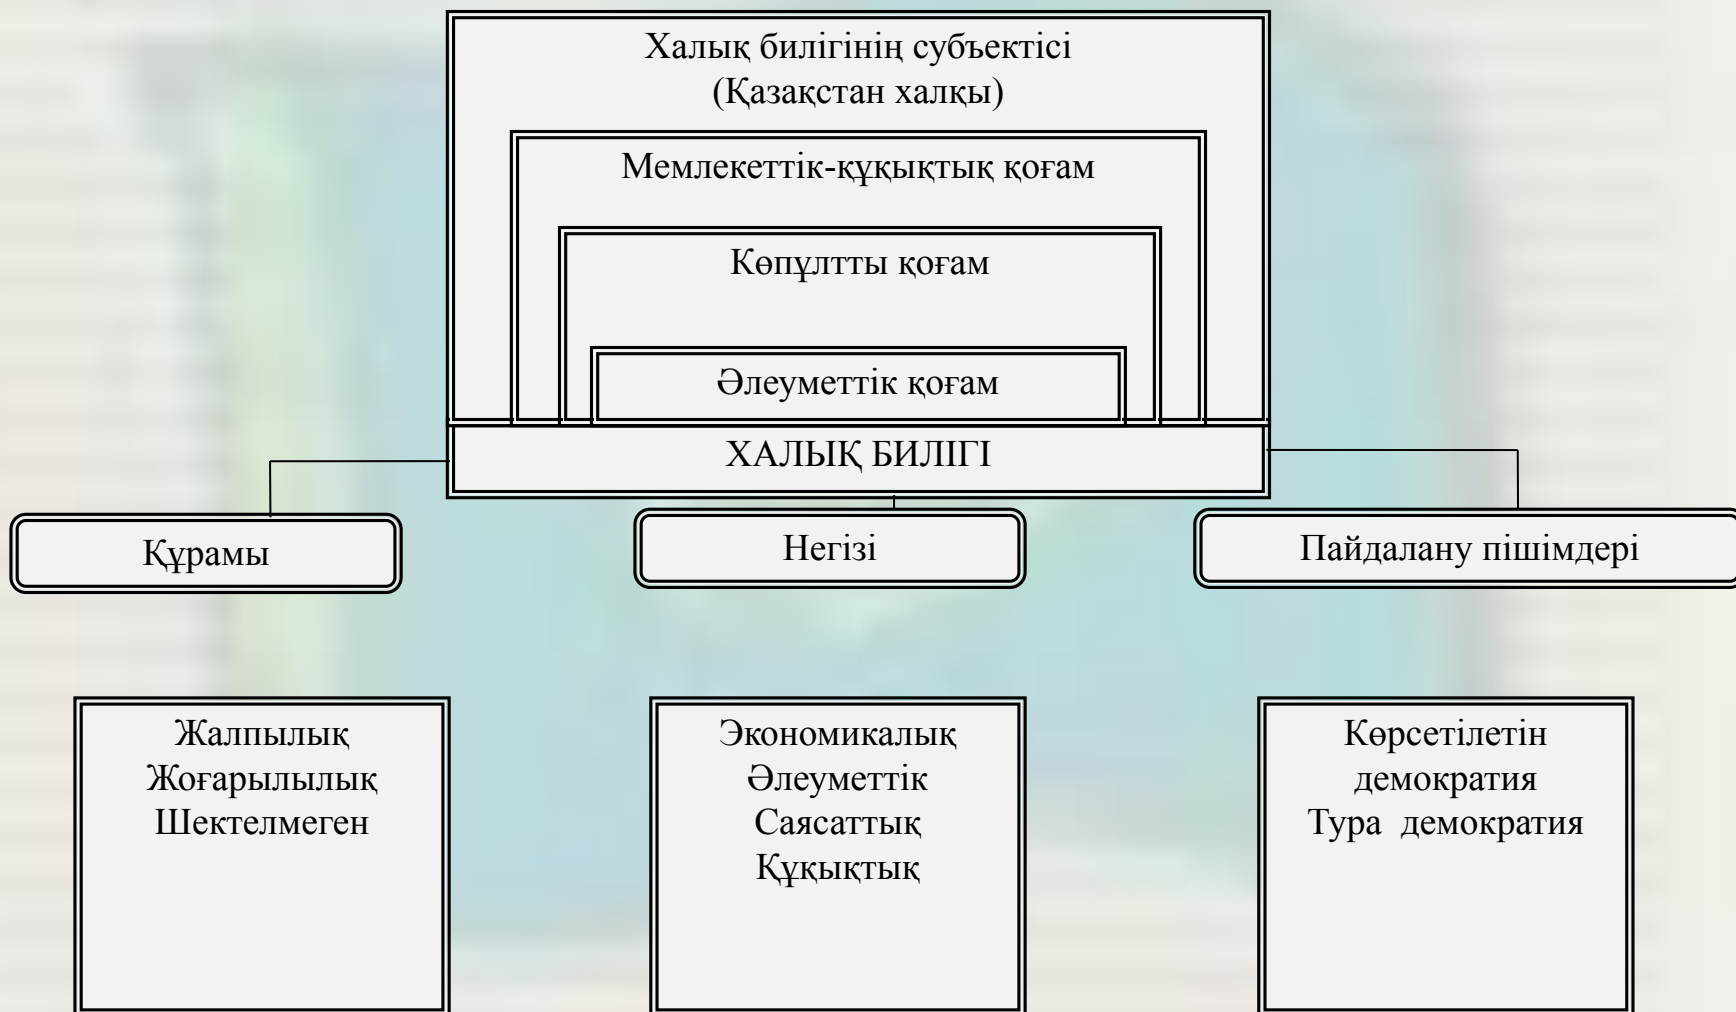 Халық билігінің субъектісі
(Қазақстан халқы)
Мемлекеттік-құқықтық қоғам
Көпұлтты қоғам
Әлеуметтік қоғам
ХАЛЫҚ БИЛІГІ
Құрамы
Негізі
Пайдалану пішімдері
Жалпылық
Жоғарылылық
Шектелмеген
Экономикалық
Әлеуметтік
Саясаттық
Құқықтық
Көрсетілетін
демократия
Тура демократия